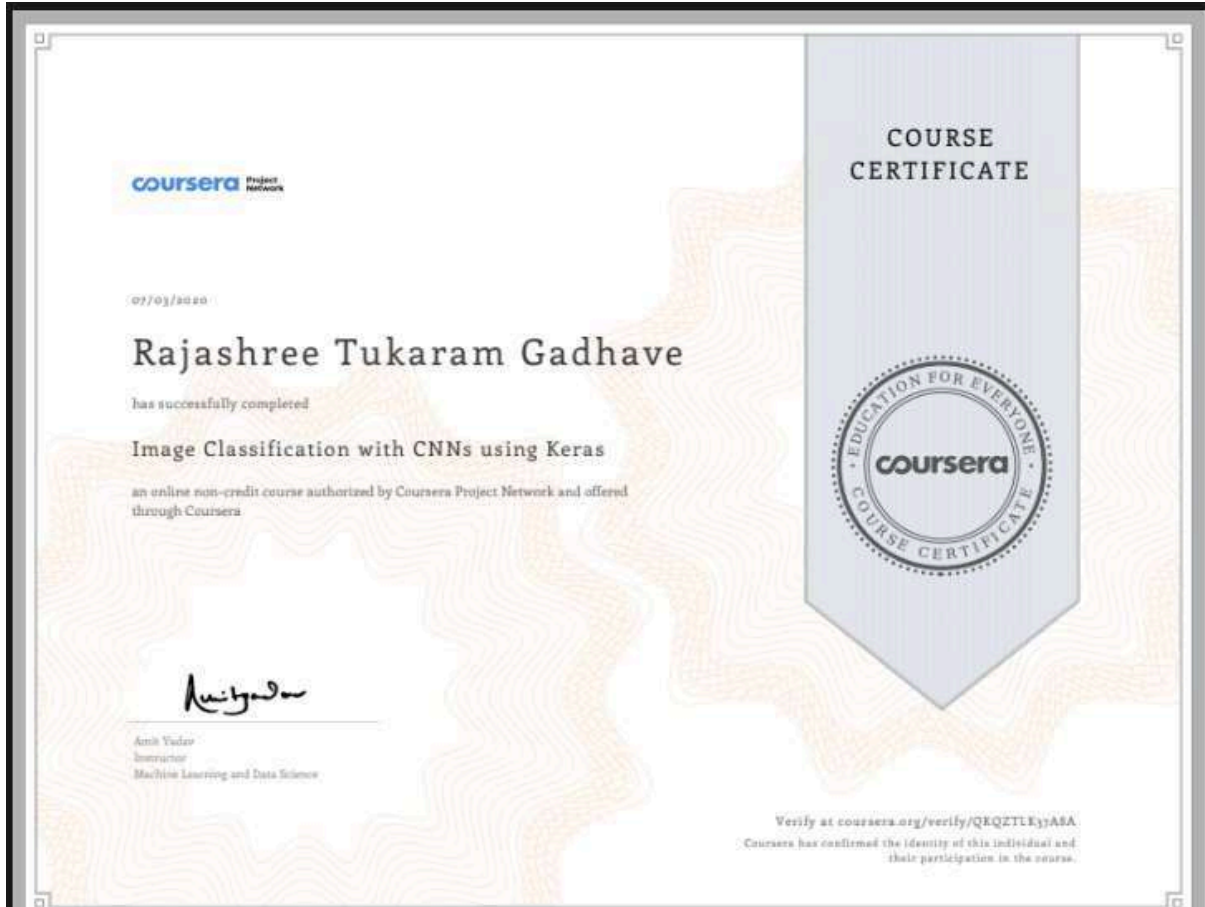 coursera Project Network
COURSE
CERTIFICATE
07/03/2020
Rajashree Tukaram Gadhave
has successfully completed
Image Classification with CNNs using Keras
an online non-credit course authorized by Coursera Project Network and offered
through Coursera
EDUCATION FOR EVERYONE
coursera
COURSE CERTIFICATE
Amit Yadav
Instructor
Machine Learning and Data Science
Verify at coursera.org/verify/QKQZTLK37A8A
Coursera has confirmed the identity of this individual and
their participation in the course.